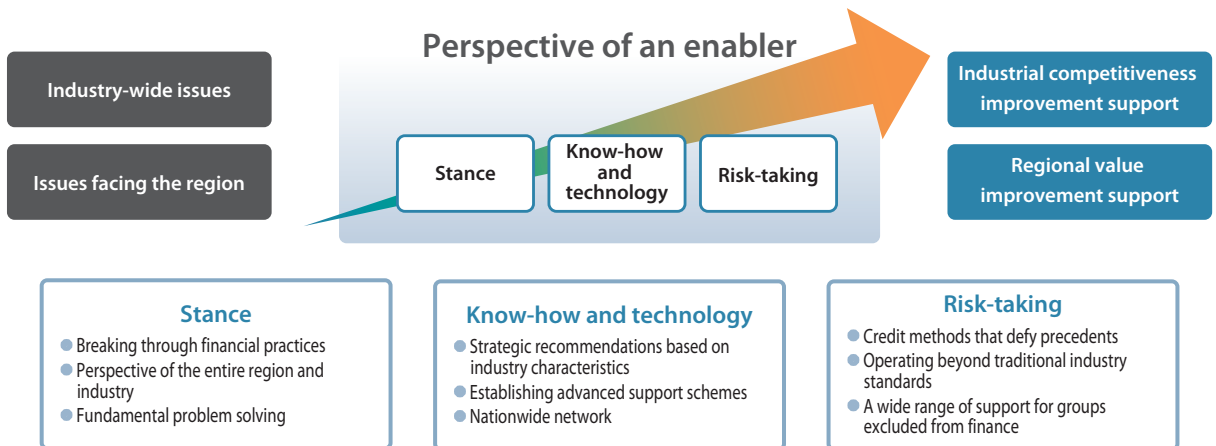 Perspective of an enabler
Industry-wide issues
Issues facing the region
Stance
Know-how
and
technology
Risk-taking
Industrial competitiveness
improvement support
Regional value
improvement support
Stance
Breaking through financial practices
Perspective of the entire region and
industry
Fundamental problem solving
Know-how and technology
Strategic recommendations based on
industry characteristics
Establishing advanced support schemes
Nationwide network
Risk-taking
Credit methods that defy precedents
Operating beyond traditional industry
standards
A wide range of support for groups
excluded from finance